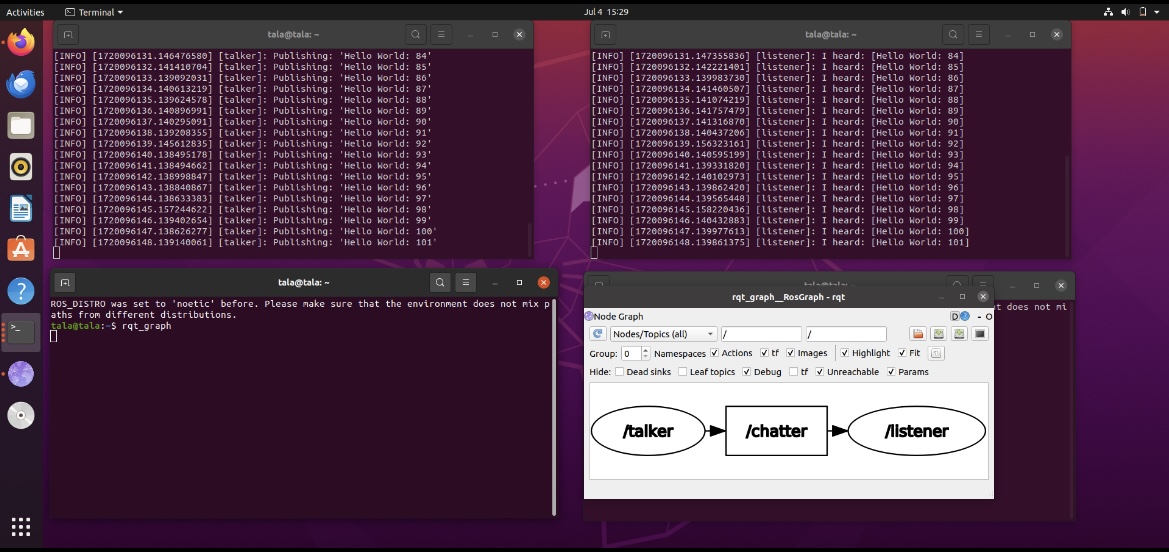 Activities
Terminal
Jul 4 15:29
tala@tala: ~
[INFO] [1720096131.146476580] [talker]: Publishing: 'Hello World: 84'
[INFO] [1720096132.141410704] [talker]: Publishing: 'Hello World: 85'
[INFO] [1720096133.139092031] [talker]: Publishing: 'Hello World: 86'
[INFO] [1720096134.140613219] [talker]: Publishing: 'Hello World: 87'
[INFO] [1720096135.139624578] [talker]: Publishing: 'Hello World: 88'
[INFO] [1720096136.140896991] [talker]: Publishing: 'Hello World: 89'
[INFO] [1720096137.140295091] [talker]: Publishing: 'Hello World: 90'
[INFO] [1720096138.139208355] [talker]: Publishing: 'Hello World: 91'
[INFO] [1720096139.145612835] [talker]: Publishing: 'Hello World: 92'
[INFO] [1720096140.138495178] [talker]: Publishing: 'Hello World: 93'
[INFO] [1720096141.138494662] [talker]: Publishing: 'Hello World: 94'
[INFO] [1720096142.138998847] [talker]: Publishing: 'Hello World: 95'
[INFO] [1720096143.138840867] [talker]: Publishing: 'Hello World: 96'
[INFO] [1720096144.138633383] [talker]: Publishing: 'Hello World: 97'
[INFO] [1720096145.157244622] [talker]: Publishing: 'Hello World: 98'
[INFO] [1720096146.139402654] [talker]: Publishing: 'Hello World: 99'
[INFO] [1720096147.138626277] [talker]: Publishing: 'Hello World: 100'
[INFO] [1720096148.139140061] [talker]: Publishing: 'Hello World: 101'
tala@tala: ~
[INFO] [1720096131.147355836] [listener]: I heard: [Hello World: 84]
[INFO] [1720096132.142221401] [listener]: I heard: [Hello World: 85]
[INFO] [1720096133.139983730] [listener]: I heard: [Hello World: 86]
[INFO] [1720096134.141460507] [listener]: I heard: [Hello World: 87]
[INFO] [1720096135.141074219] [listener]: I heard: [Hello World: 88]
[INFO] [1720096136.141757479] [listener]: I heard: [Hello World: 89]
[INFO] [1720096137.141316870] [listener]: I heard: [Hello World: 90]
[INFO] [1720096138.140437206] [listener]: I heard: [Hello World: 91]
[INFO] [1720096139.156323161] [listener]: I heard: [Hello World: 92]
[INFO] [1720096140.140595199] [listener]: I heard: [Hello World: 93]
[INFO] [1720096141.139331820] [listener]: I heard: [Hello World: 94]
[INFO] [1720096142.140102973] [listener]: I heard: [Hello World: 95]
[INFO] [1720096143.139862420] [listener]: I heard: [Hello World: 96]
[INFO] [1720096144.139565448] [listener]: I heard: [Hello World: 97]
[INFO] [1720096145.158220436] [listener]: I heard: [Hello World: 98]
[INFO] [1720096146.140432883] [listener]: I heard: [Hello World: 99]
[INFO] [1720096147.139977613] [listener]: I heard: [Hello World: 100]
[INFO] [1720096148.139861375] [listener]: I heard: [Hello World: 101]
tala@tala: ~
ROS_DISTRO was set to 'noetic' before. Please make sure that the environment does not mix p
aths from different distributions.
tala@tala:~$ rqt_graph
t does not mi
rqt_graph__RosGraph - rqt
Node Graph
D - O
Nodes/Topics (all) / /
Group: 0 Namespaces Actions tf Images Highlight Fit
Hide: Dead sinks Leaf topics Debug tf Unreachable Params
/talker /chatter /listener